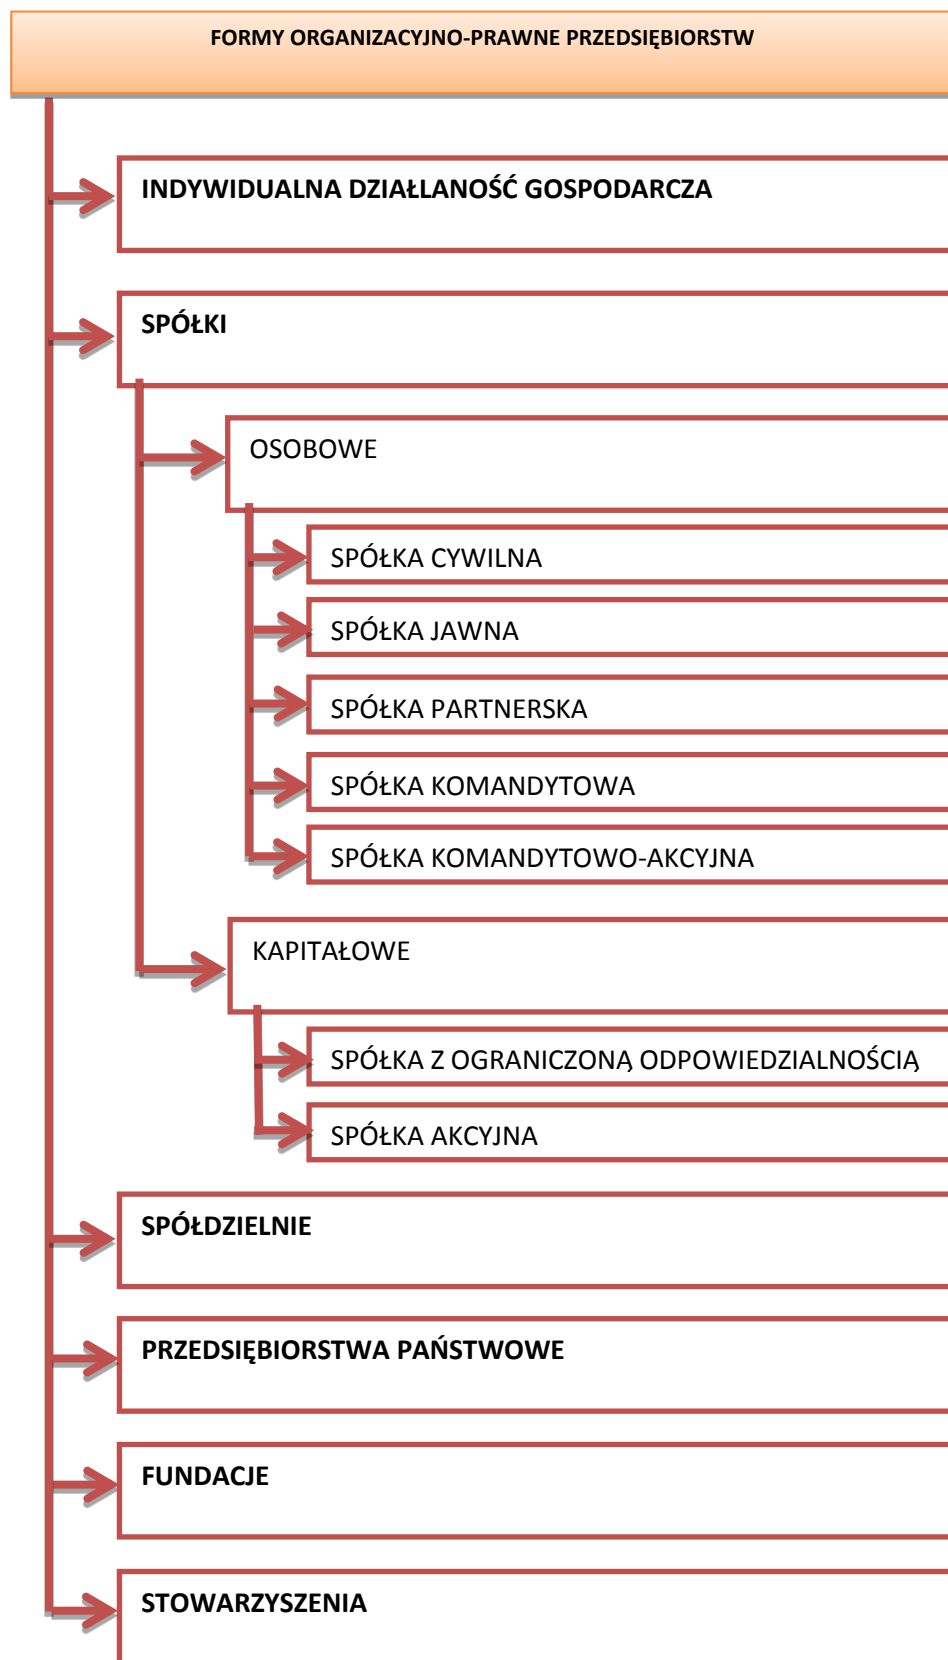 FORMY ORGANIZACYJNO-PRAWNE PRZEDSIĘBIORSTW
INDYWIDUALNA DZIAŁLANOŚĆ GOSPODARCZA
SPÓŁKI
OSOBOWE
SPÓŁKA CYWILNA
SPÓŁKA JAWNA
SPÓŁKA PARTNERSKA
SPÓŁKA KOMANDYTOWA
SPÓŁKA KOMANDYTOWO-AKCYJNA
KAPITAŁOWE
SPÓŁKA Z OGRANICZONĄ ODPOWIEDZIALNOŚCIĄ
SPÓŁKA AKCYJNA
SPÓŁDZIELNIE
PRZEDSIĘBIORSTWA PAŃSTWOWE
FUNDACJE
STOWARZYSZENIA